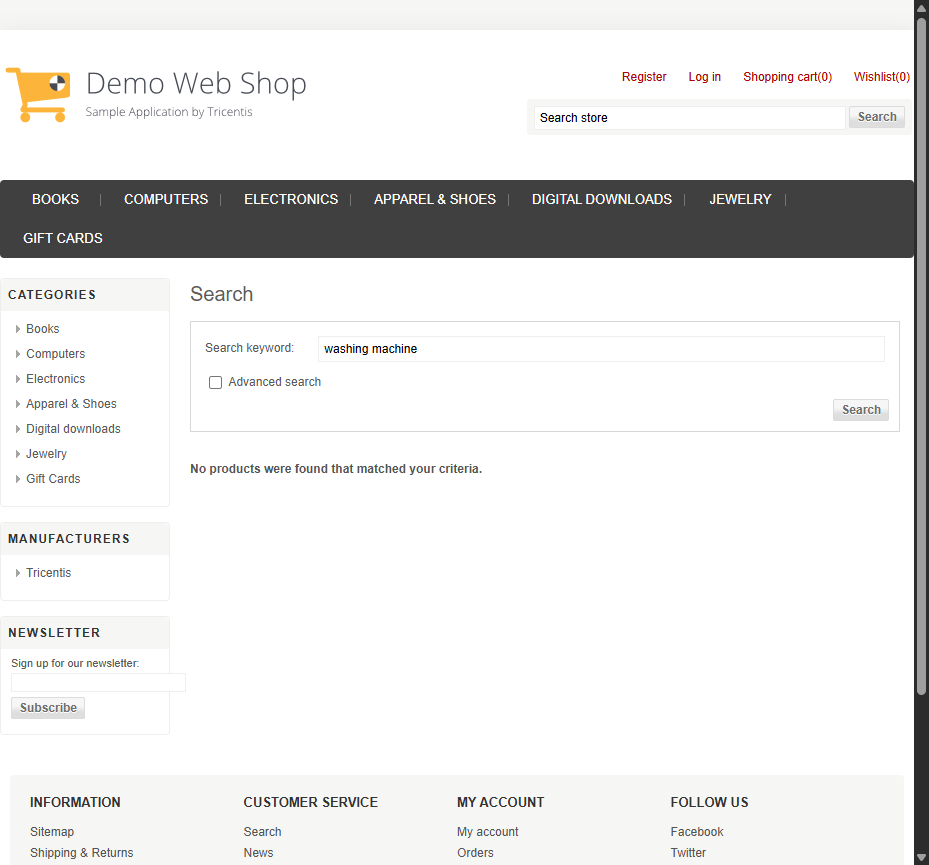 Demo Web Shop
Sample Application by Tricentis
Register Log in Shopping cart(0) Wishlist(0)
Search store Search
BOOKS COMPUTERS ELECTRONICS APPAREL & SHOES DIGITAL DOWNLOADS JEWELRY
GIFT CARDS
CATEGORIES
Books
Computers
Electronics
Apparel & Shoes
Digital downloads
Jewelry
Gift Cards
MANUFACTURERS
Tricentis
NEWSLETTER
Sign up for our newsletter:
Subscribe
Search
Search keyword: washing machine
Advanced search
Search
No products were found that matched your criteria.
INFORMATION
Sitemap
Shipping & Returns
CUSTOMER SERVICE
Search
News
MY ACCOUNT
My account
Orders
FOLLOW US
Facebook
Twitter